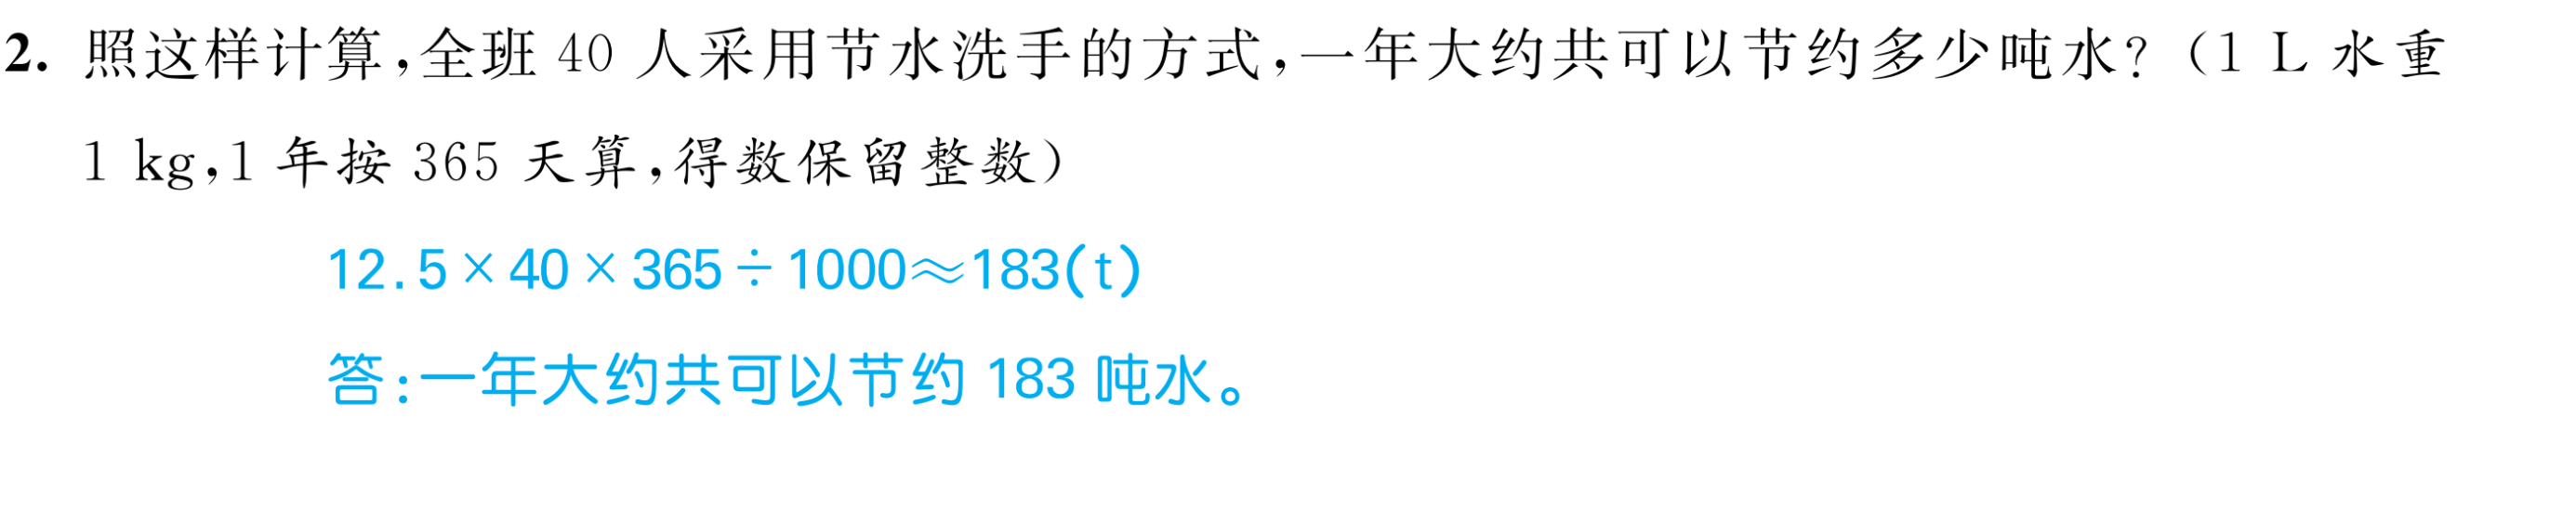 2. 照这样计算,全班 40 人采用节水洗手的方式,一年大约共可以节约多少吨水?(1 L 水重
1 kg,1 年按 365 天算,得数保留整数)
12.5×40×365÷1000≈183(t)
答:一年大约共可以节约 183 吨水。